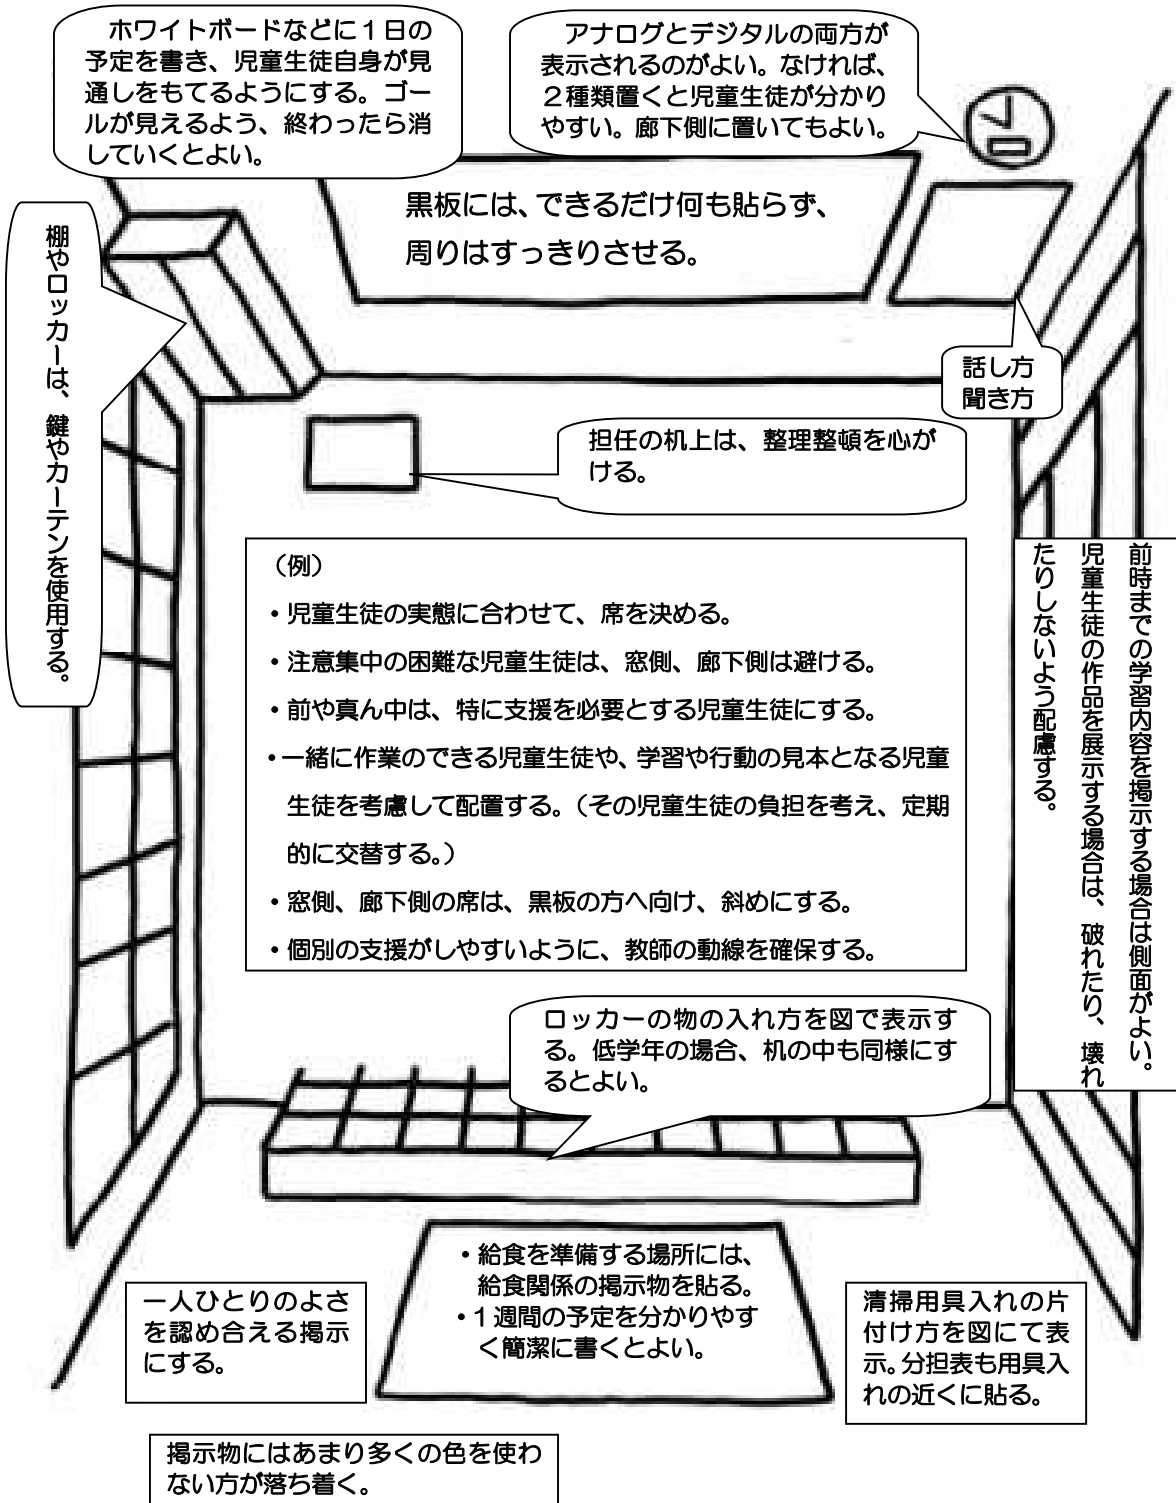 ホワイトボードなどに１日の
予定を書き、児童生徒自身が見
通しをもてるようにする。ゴー
ルが見えるよう、終わったら消
していくとよい。
アナログとデジタルの両方が
表示されるのがよい。なければ、
２種類置くと児童生徒が分かり
やすい。廊下側に置いてもよい。
黒板には、できるだけ何も貼らず、
周りはすっきりさせる。
棚やロッカーは、鍵やカーテンを使用する。
話し方
聞き方
担任の机上は、整理整頓を心が
ける。
（例）
・児童生徒の実態に合わせて、席を決める。
・注意集中の困難な児童生徒は、窓側、廊下側は避ける。
・前や真ん中は、特に支援を必要とする児童生徒にする。
・一緒に作業のできる児童生徒や、学習や行動の見本となる児童
生徒を考慮して配置する。（その児童生徒の負担を考え、定期
的に交替する。）
・窓側、廊下側の席は、黒板の方へ向け、斜めにする。
・個別の支援がしやすいように、教師の動線を確保する。
前時までの学習内容を掲示する場合は側面がよい。
児童生徒の作品を展示する場合は、破れたり、壊れ
たりしないよう配慮する。
ロッカーの物の入れ方を図で表示す
る。低学年の場合、机の中も同様にす
るとよい。
・給食を準備する場所には、
給食関係の掲示物を貼る。
・１週間の予定を分かりやす
く簡潔に書くとよい。
一人ひとりのよさ
を認め合える掲示
にする。
清掃用具入れの片
付け方を図にて表
示。分担表も用具入
れの近くに貼る。
掲示物にはあまり多くの色を使わ
ない方が落ち着く。